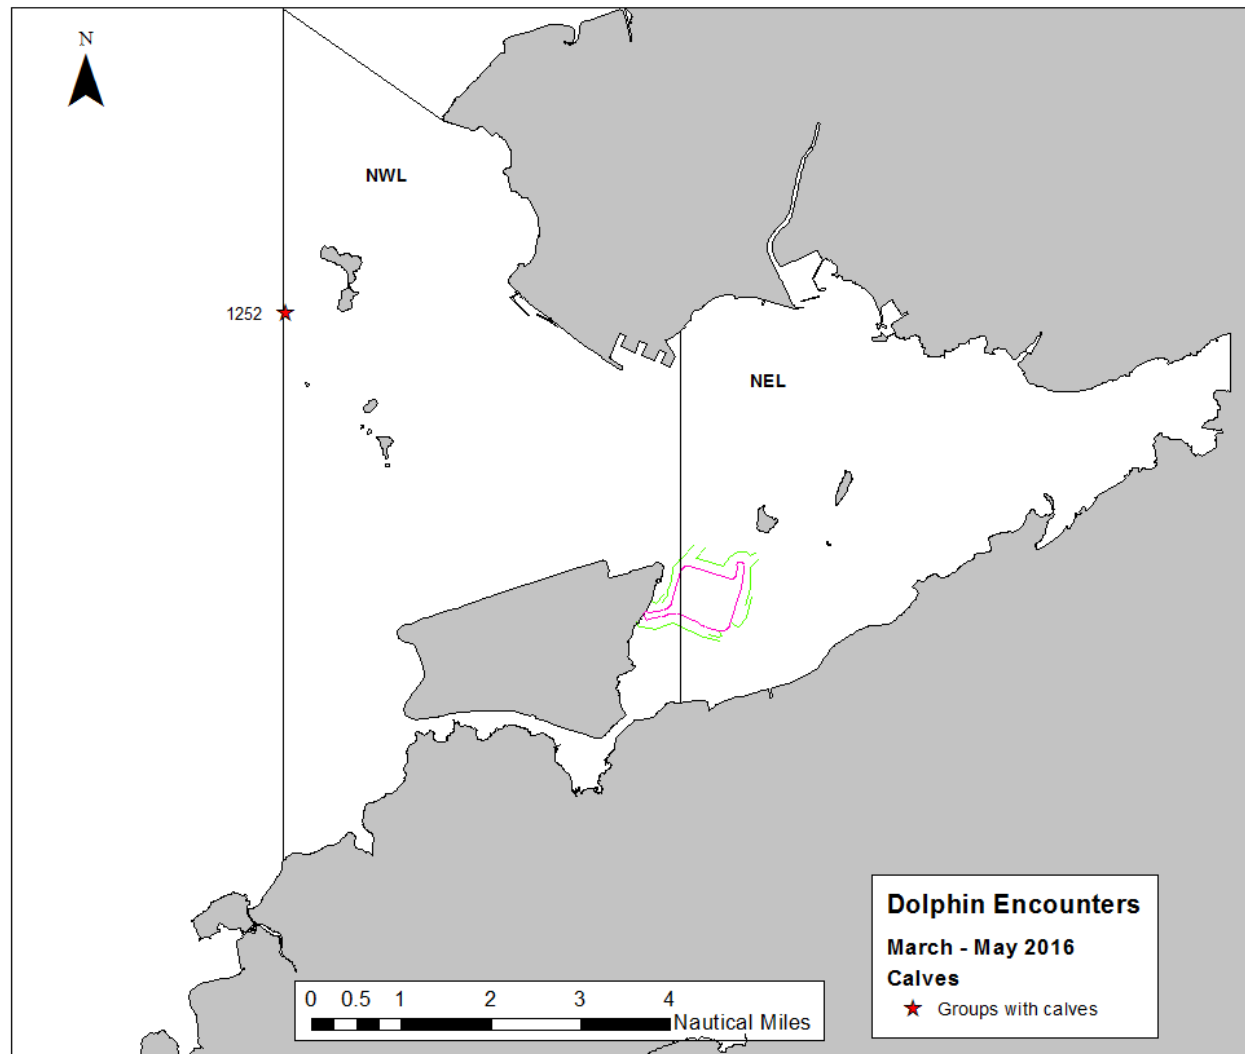 N
NWL
1252
NEL
Dolphin Encounters
March - May 2016
Calves
Groups with calves
0 0.5 1 2 3 4
Nautical Miles